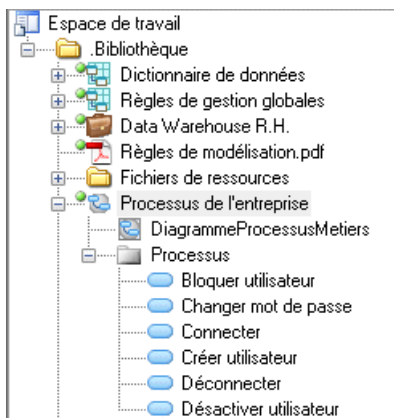 Espace de travail
.Bibliothèque
Dictionnaire de données
Règles de gestion globales
Data Warehouse R.H.
Règles de modélisation.pdf
Fichiers de ressources
Processus de l'entreprise
DiagrammeProcessusMetiers
Processus
Bloquer utilisateur
Changer mot de passe
Connecter
Créer utilisateur
Déconnecter
Désactiver utilisateur